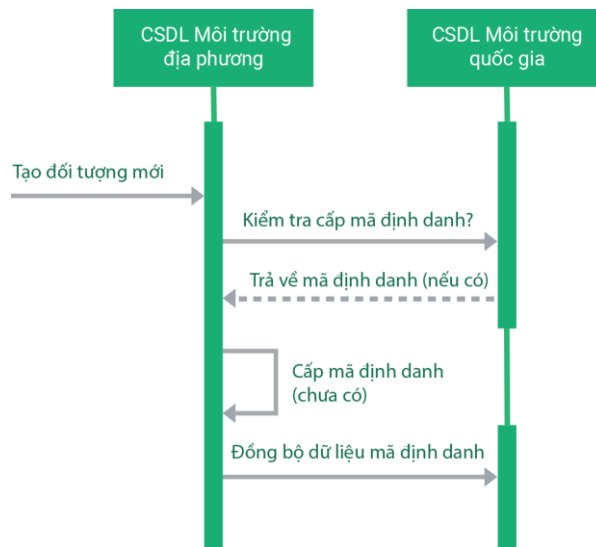 CSDL Môi trường
địa phương
CSDL Môi trường
quốc gia
Tạo đối tượng mới
Kiểm tra cấp mã định danh?
Trả về mã định danh (nếu có)
Cấp mã định danh
(chưa có)
Đồng bộ dữ liệu mã định danh